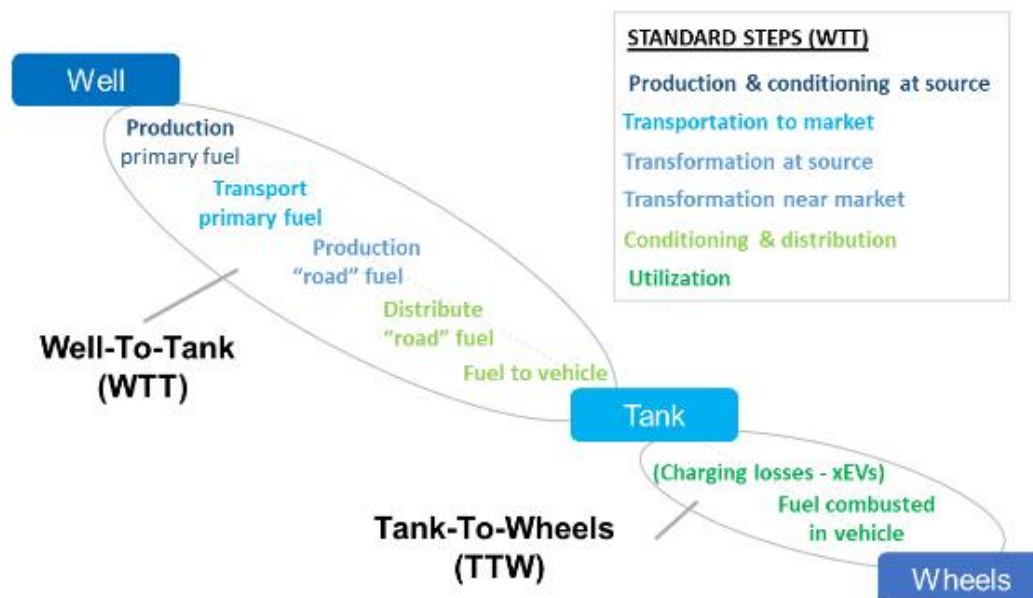 Well
Production
primary fuel
Transport
primary fuel
Production
“road” fuel
Distribute
“road” fuel
Fuel to vehicle
Well-To-Tank
(WTT)
Tank
(Charging losses - xEVs)
Fuel combusted
in vehicle
Tank-To-Wheels
(TTW)
Wheels
STANDARD STEPS (WTT)
Production & conditioning at source
Transportation to market
Transformation at source
Transformation near market
Conditioning & distribution
Utilization